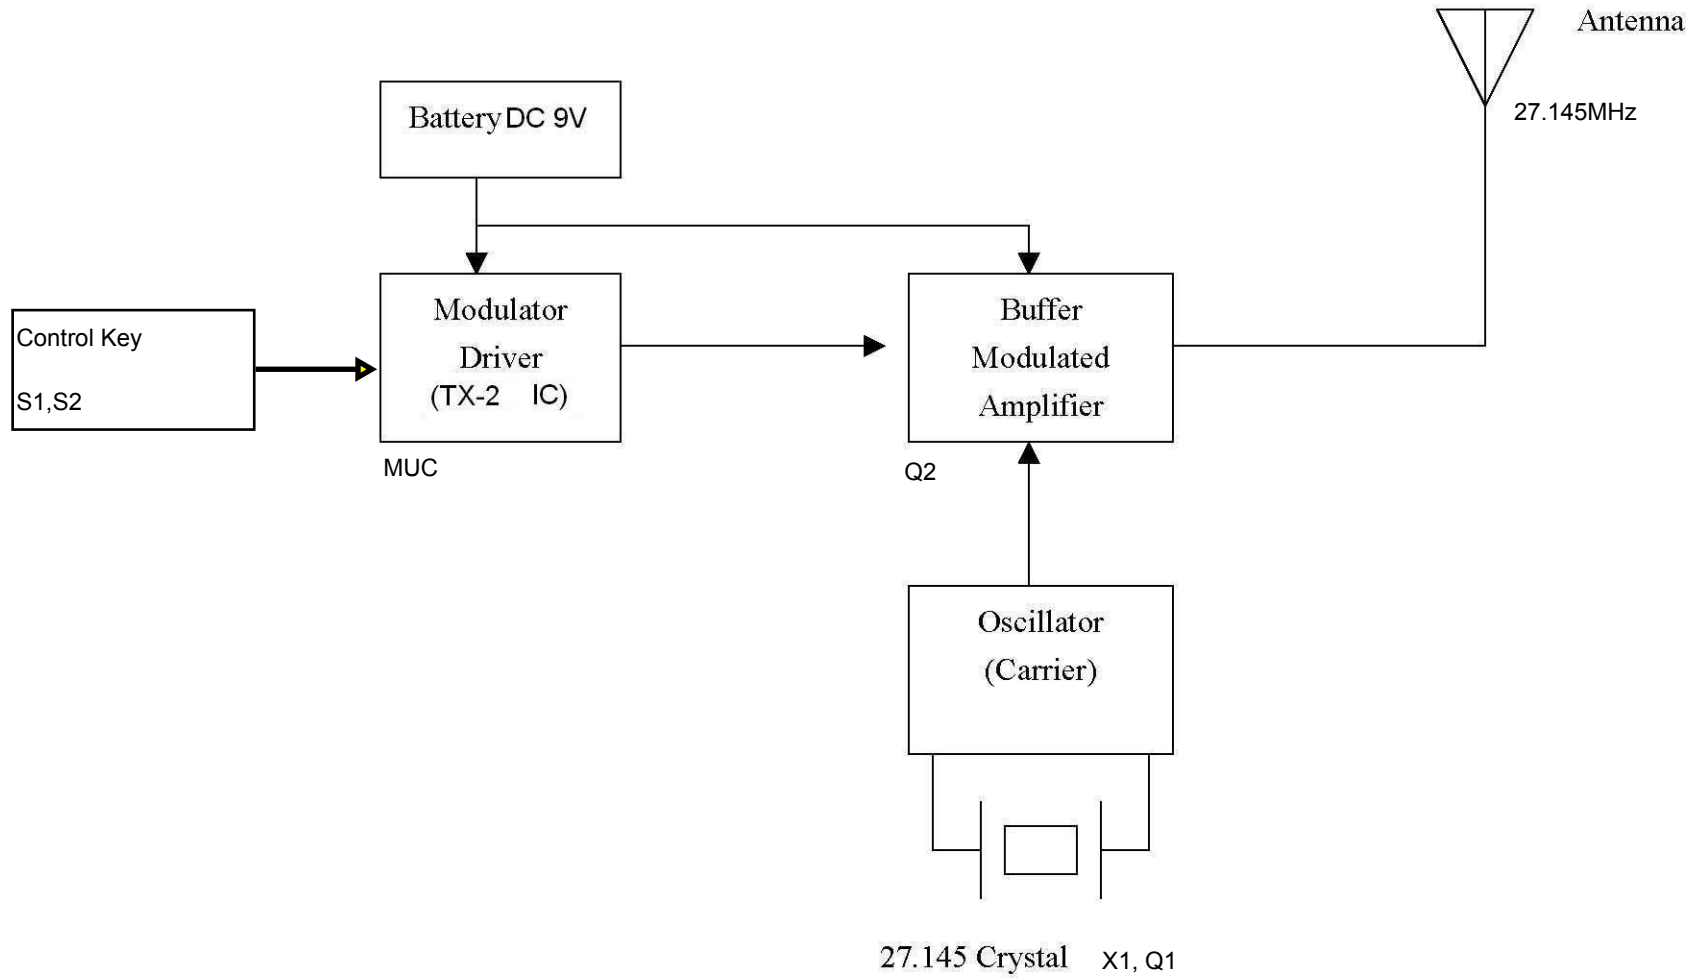 Antenna
27.145MHz
Battery DC 9V
Control Key
S1,S2
Modulator
Driver
(TX-2 IC)
MUC
Buffer
Modulated
Amplifier
Q2
Oscillator
(Carrier)
27.145 Crystal X1, Q1